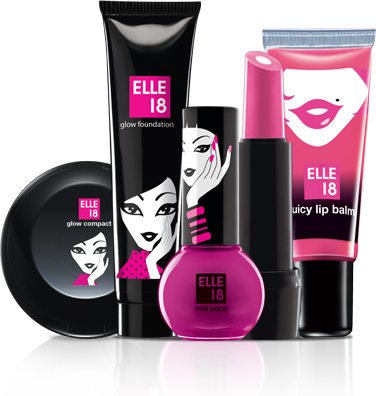 ELLE
18
glow foundation
ELLE
18
glow compact
ELLE
18
nail pops
ELLE
18
juicy lip balm